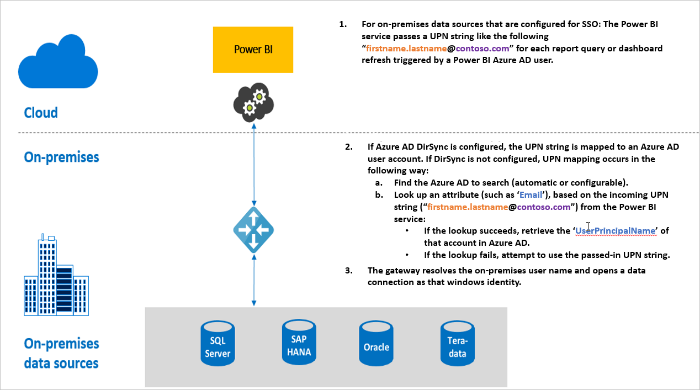 Power BI
Cloud
1. For on-premises data sources that are configured for SSO: The Power BI
service passes a UPN string like the following
“firstname.lastname@contoso.com” for each report query or dashboard
refresh triggered by a Power BI Azure AD user.
On-premises
2. If Azure AD DirSync is configured, the UPN string is mapped to an Azure AD
user account. If DirSync is not configured, UPN mapping occurs in the
following way:
a. Find the Azure AD to search (automatic or configurable).
b. Look up an attribute (such as ‘Email’), based on the incoming UPN
string (“firstname.lastname@contoso.com”) from the Power BI
service:
• If the lookup succeeds, retrieve the ‘UserPrincipalName’ of
that account in Azure AD.
• If the lookup fails, attempt to use the passed-in UPN string.
3. The gateway resolves the on-premises user name and opens a data
connection as that windows identity.
On-premises
data sources
SQL
Server
SAP
HANA
Oracle
Tera-
data